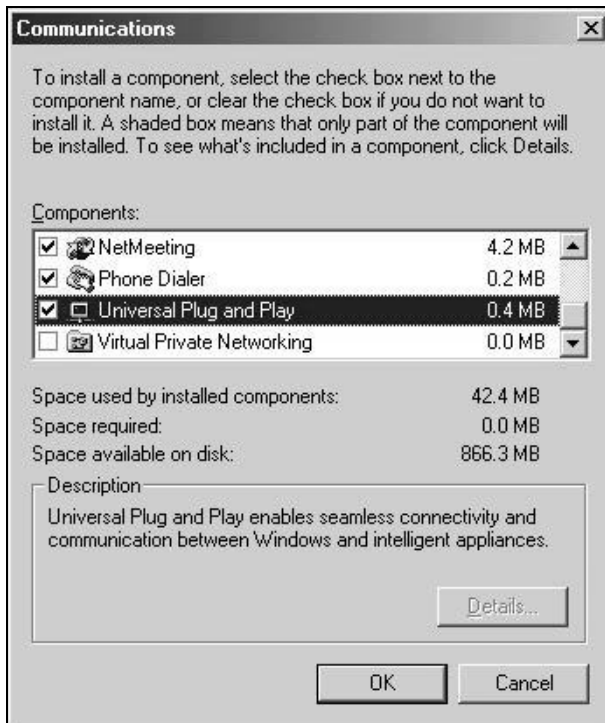 Communications
To install a component, select the check box next to the
component name, or clear the check box if you do not want to
install it. A shaded box means that only part of the component will
be installed. To see what's included in a component, click Details.
Components:
NetMeeting 4.2 MB
Phone Dialer 0.2 MB
Universal Plug and Play 0.4 MB
Virtual Private Networking 0.0 MB
Space used by installed components: 42.4 MB
Space required: 0.0 MB
Space available on disk: 866.3 MB
Description
Universal Plug and Play enables seamless connectivity and
communication between Windows and intelligent appliances.
Details...
OK Cancel